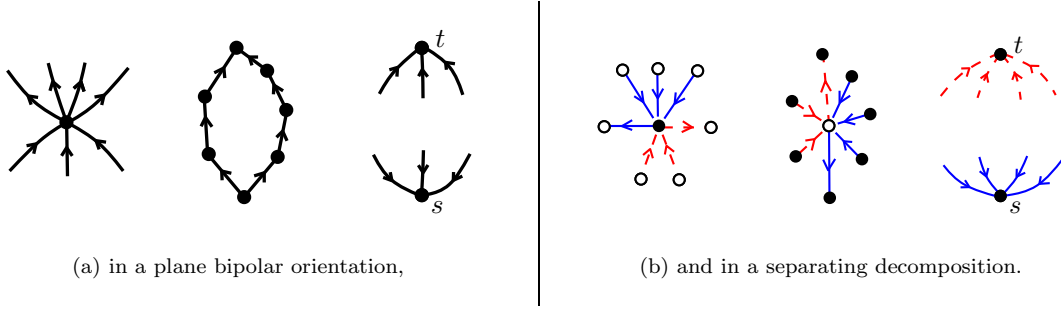 t
s
(a) in a plane bipolar orientation,
t
s
(b) and in a separating decomposition.